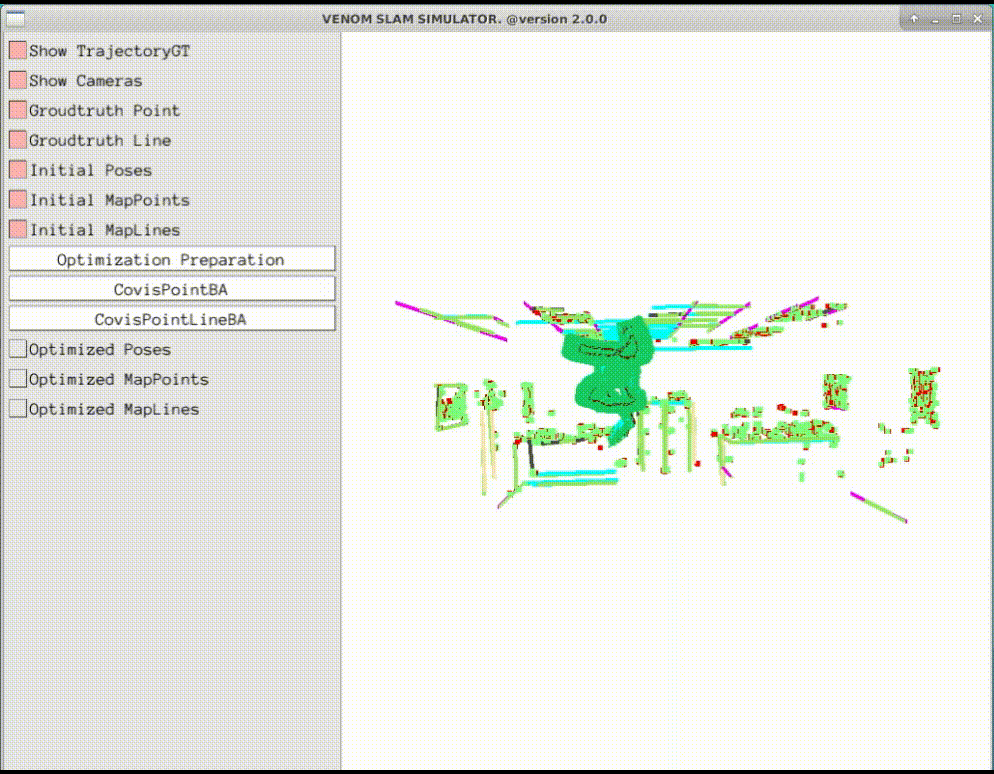 VENOM SLAM SIMULATOR. @version 2.0.0
Show TrajectoryGT
Show Cameras
Groudtruth Point
Groudtruth Line
Initial Poses
Initial MapPoints
Initial MapLines
Optimization Preparation
CovisPointBA
CovisPointLineBA
Optimized Poses
Optimized MapPoints
Optimized MapLines